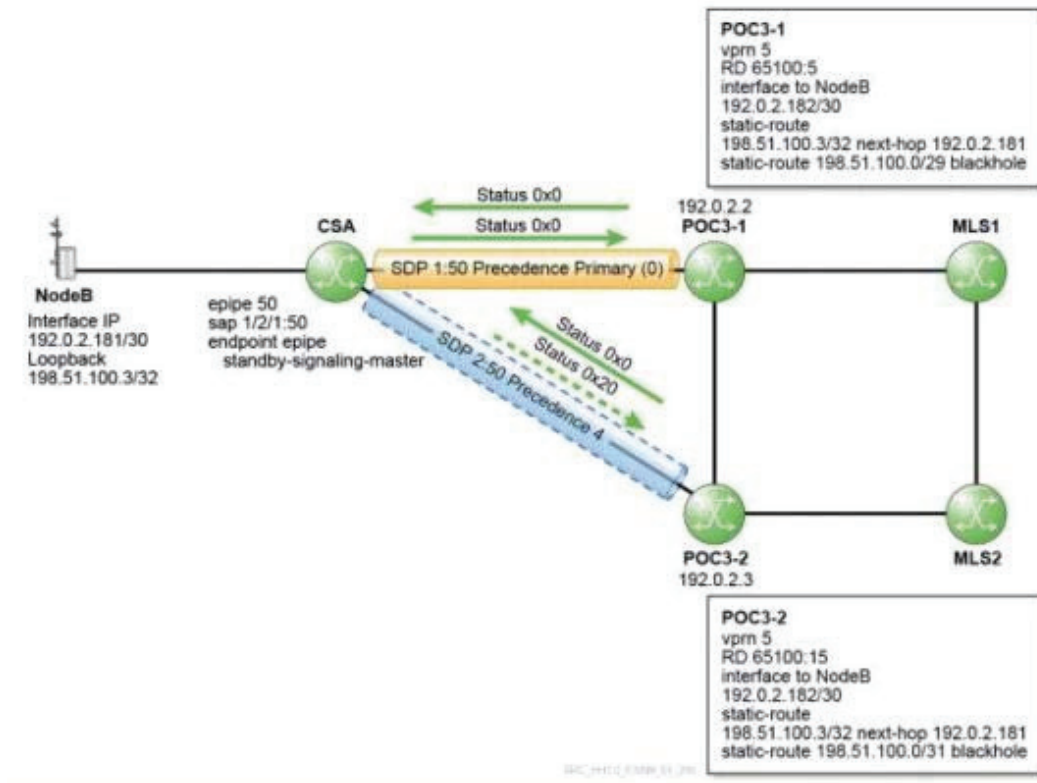 POC3-1
vprn 5
RD 65100:5
interface to NodeB
192.0.2.182/30
static-route
198.51.100.3/32 next-hop 192.0.2.181
static-route 198.51.100.0/29 blackhole
Status 0x0
Status 0x0
192.0.2.2
CSA
POC3-1
MLS1
SDP 1:50 Precedence Primary (0)
NodeB
Interface IP
192.0.2.181/30
Loopback
198.51.100.3/32
epipe 50
sap 1/2/1:50
endpoint epipe
standby-signaling-master
Status 0x0
Status 0x20
SDP 2:50 Precedence 4
POC3-2
192.0.2.3
MLS2
POC3-2
vprn 5
RD 65100:15
interface to NodeB
192.0.2.182/30
static-route
198.51.100.3/32 next-hop 192.0.2.181
static-route 198.51.100.0/31 blackhole